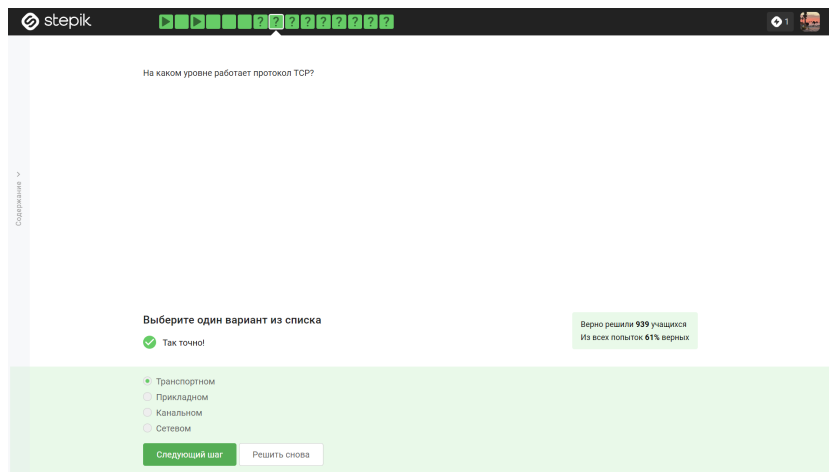 stepik
? ? ? ? ? ? ? ? ?
1
На каком уровне работает протокол TCP?
Содержание
Выберите один вариант из списка
Так точно!
Верно решили 939 учащихся
Из всех попыток 61% верных
Транспортном
Прикладном
Канальном
Сетевом
Следующий шаг
Решить снова